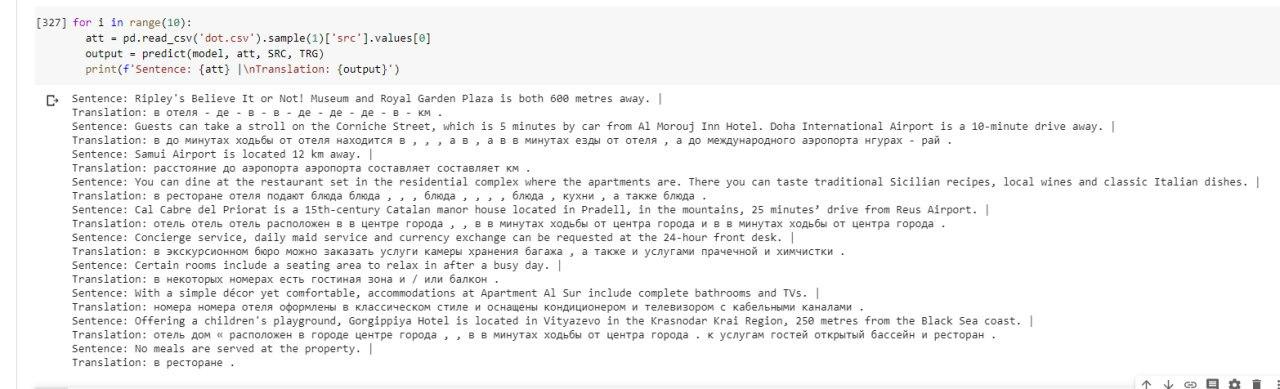 [327] for i in range(10):
att = pd.read_csv('dot.csv').sample(1)['src'].values[0]
output = predict(model, att, SRC, TRG)
print(f'Sentence: {att} |\nTranslation: {output}')
Sentence: Ripley's Believe It or Not! Museum and Royal Garden Plaza is both 600 metres away. |
Translation: в отеля - де - в - в - де - де - де - в - км .
Sentence: Guests can take a stroll on the Corniche Street, which is 5 minutes by car from Al Morouj Inn Hotel. Doha International Airport is a 10-minute drive away. |
Translation: в до минутах ходьбы от отеля находится в , , , а в , а в в минутах езды от отеля , а до международного аэропорта нгурах - рай .
Sentence: Samui Airport is located 12 km away. |
Translation: расстояние до аэропорта аэропорта составляет составляет км .
Sentence: You can dine at the restaurant set in the residential complex where the apartments are. There you can taste traditional Sicilian recipes, local wines and classic Italian dishes. |
Translation: в ресторане отеля подают блюда блюда , , , блюда , , , , блюда , кухни , а также блюда .
Sentence: Cal Cabre del Priorat is a 15th-century Catalan manor house located in Pradell, in the mountains, 25 minutes’ drive from Reus Airport. |
Translation: отель отель отель расположен в в центре города , , в в минутах ходьбы от центра города и в в минутах ходьбы от центра города .
Sentence: Concierge service, daily maid service and currency exchange can be requested at the 24-hour front desk. |
Translation: в экскурсионном бюро можно заказать услуги камеры хранения багажа , а также и услугами прачечной и химчистки .
Sentence: Certain rooms include a seating area to relax in after a busy day. |
Translation: в некоторых номерах есть гостиная зона и / или балкон .
Sentence: With a simple décor yet comfortable, accommodations at Apartment Al Sur include complete bathrooms and TVs. |
Translation: номера номера отеля оформлены в классическом стиле и оснащены кондиционером и телевизором с кабельными каналами .
Sentence: Offering a children's playground, Gorgippiya Hotel is located in Vityazevo in the Krasnodar Krai Region, 250 metres from the Black Sea coast. |
Translation: отель дом « расположен в городе центре города , , в в минутах ходьбы от центра города . к услугам гостей открытый бассейн и ресторан .
Sentence: No meals are served at the property. |
Translation: в ресторане .